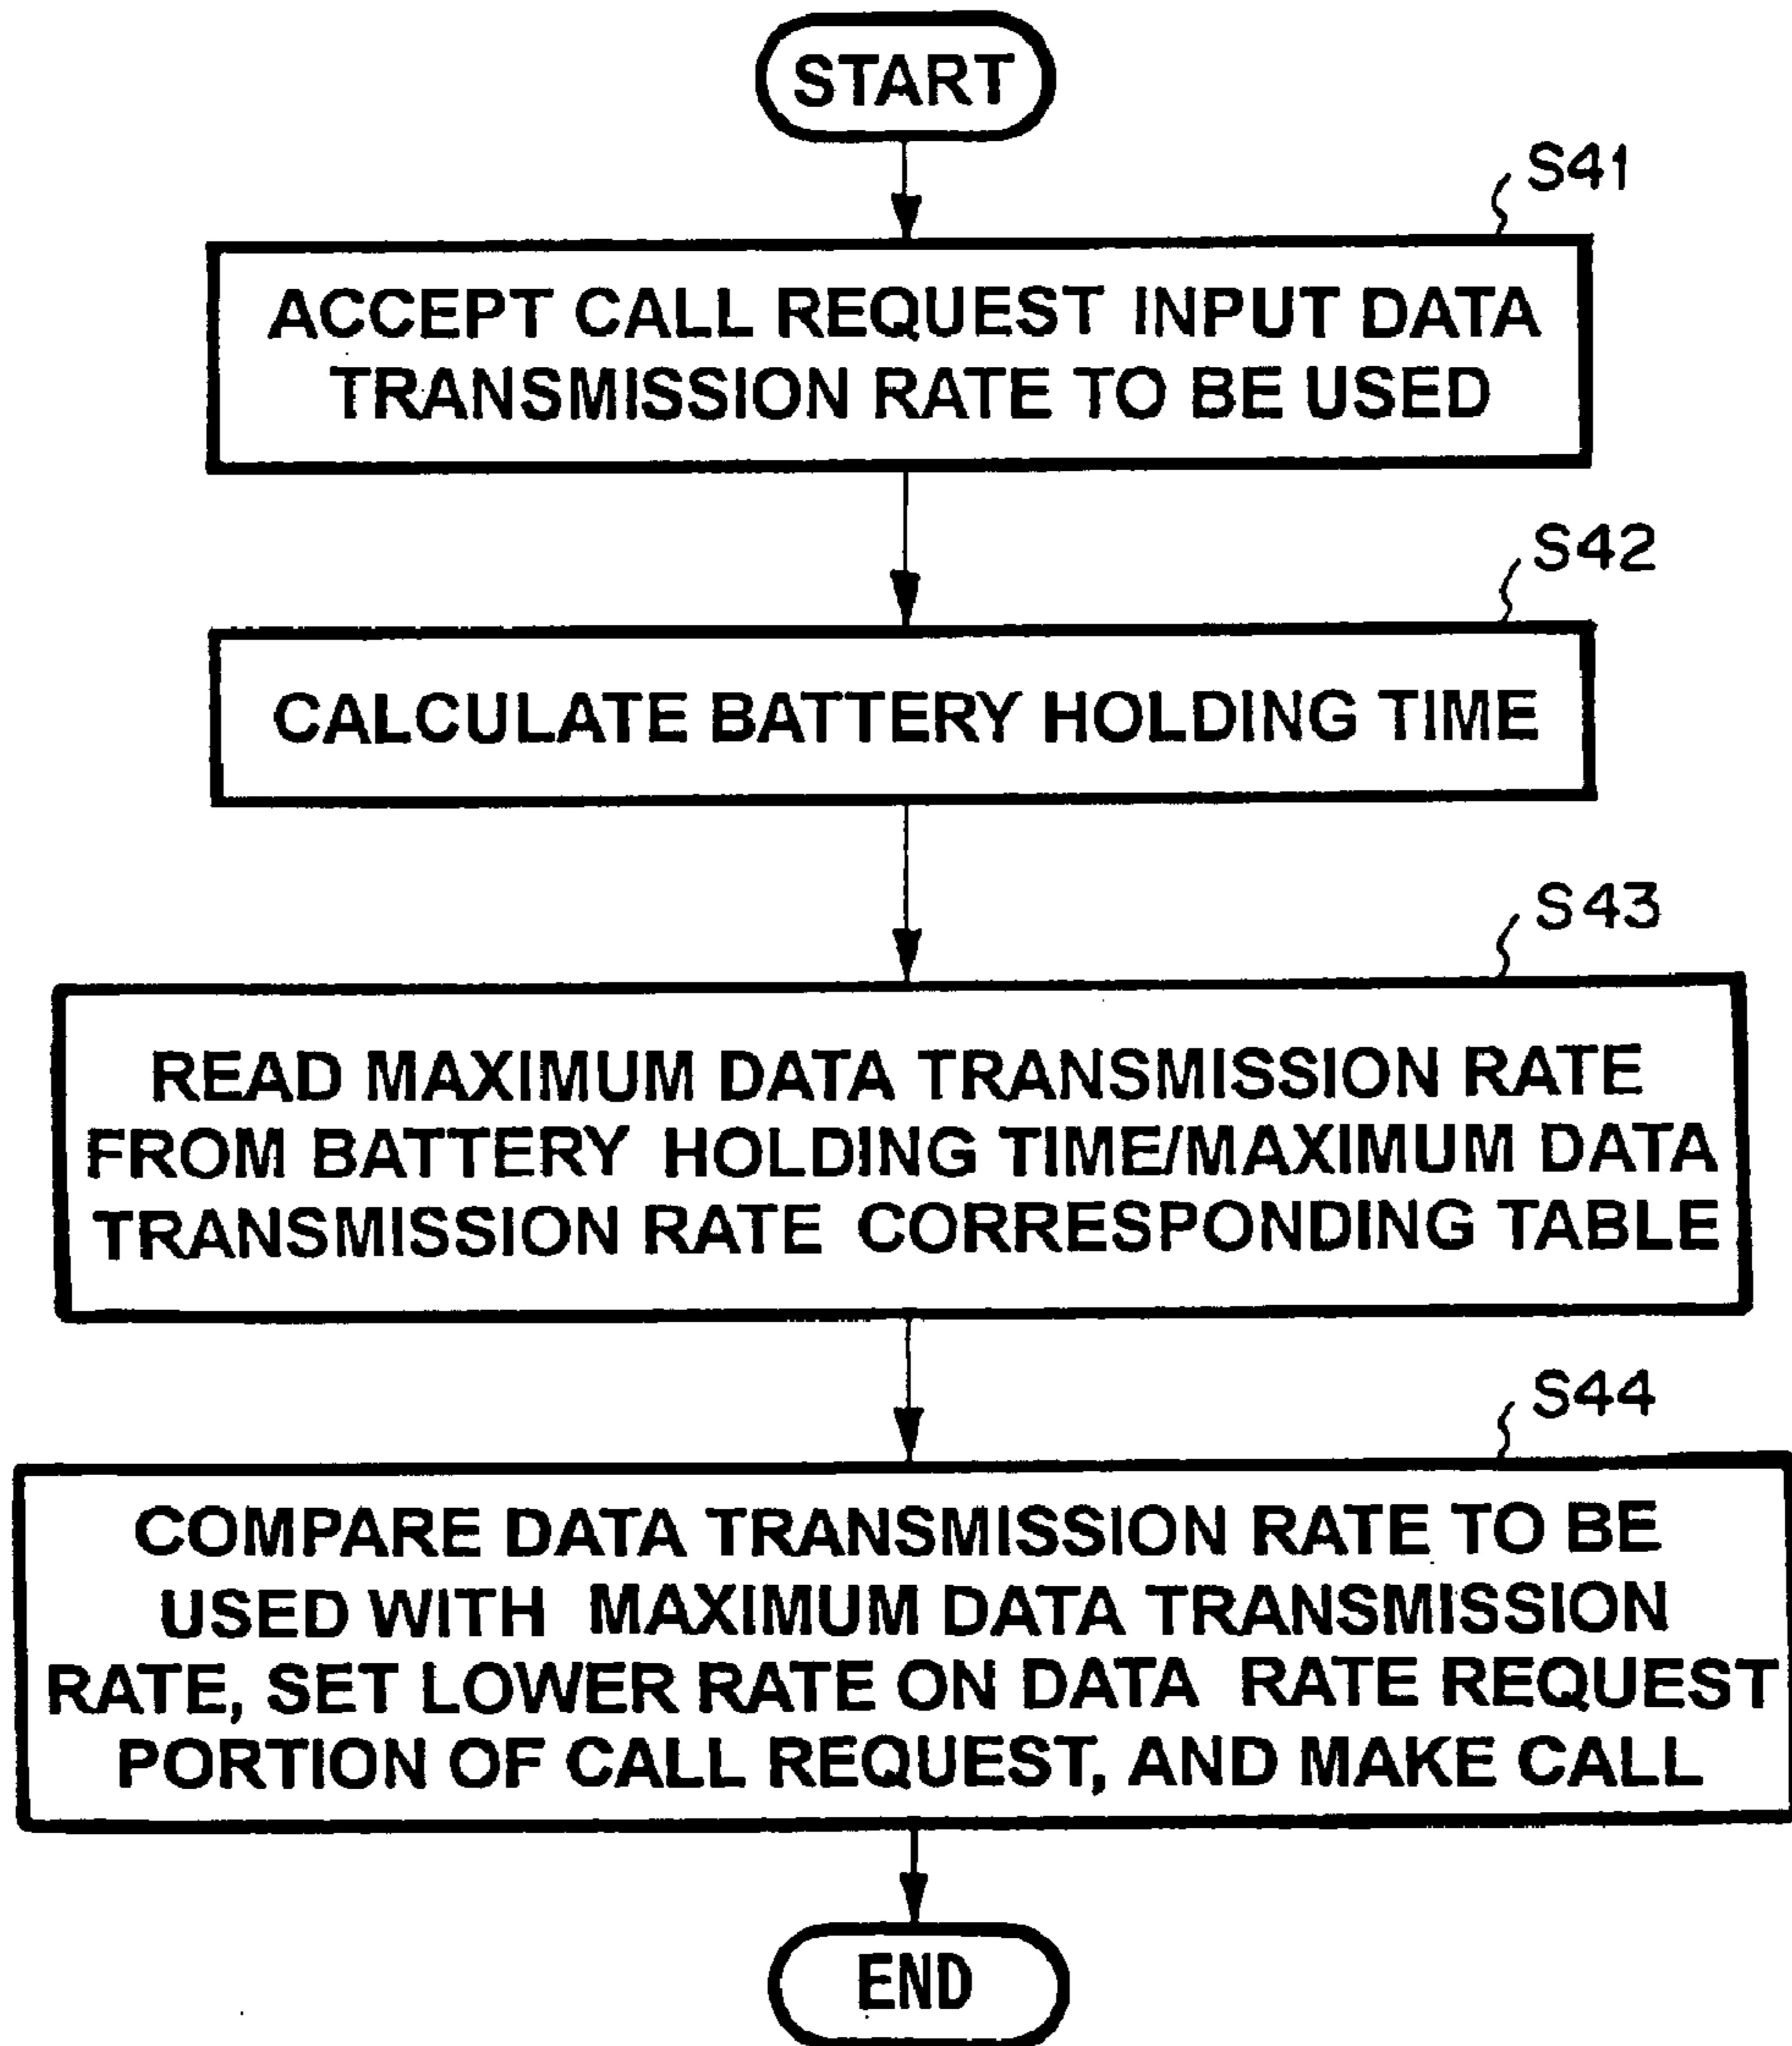 START
S41
ACCEPT CALL REQUEST INPUT DATA
TRANSMISSION RATE TO BE USED
S42
CALCULATE BATTERY HOLDING TIME
S43
READ MAXIMUM DATA TRANSMISSION RATE
FROM BATTERY HOLDING TIME/MAXIMUM DATA
TRANSMISSION RATE CORRESPONDING TABLE
S44
COMPARE DATA TRANSMISSION RATE TO BE
USED WITH MAXIMUM DATA TRANSMISSION
RATE, SET LOWER RATE ON DATA RATE REQUEST
PORTION OF CALL REQUEST, AND MAKE CALL
END